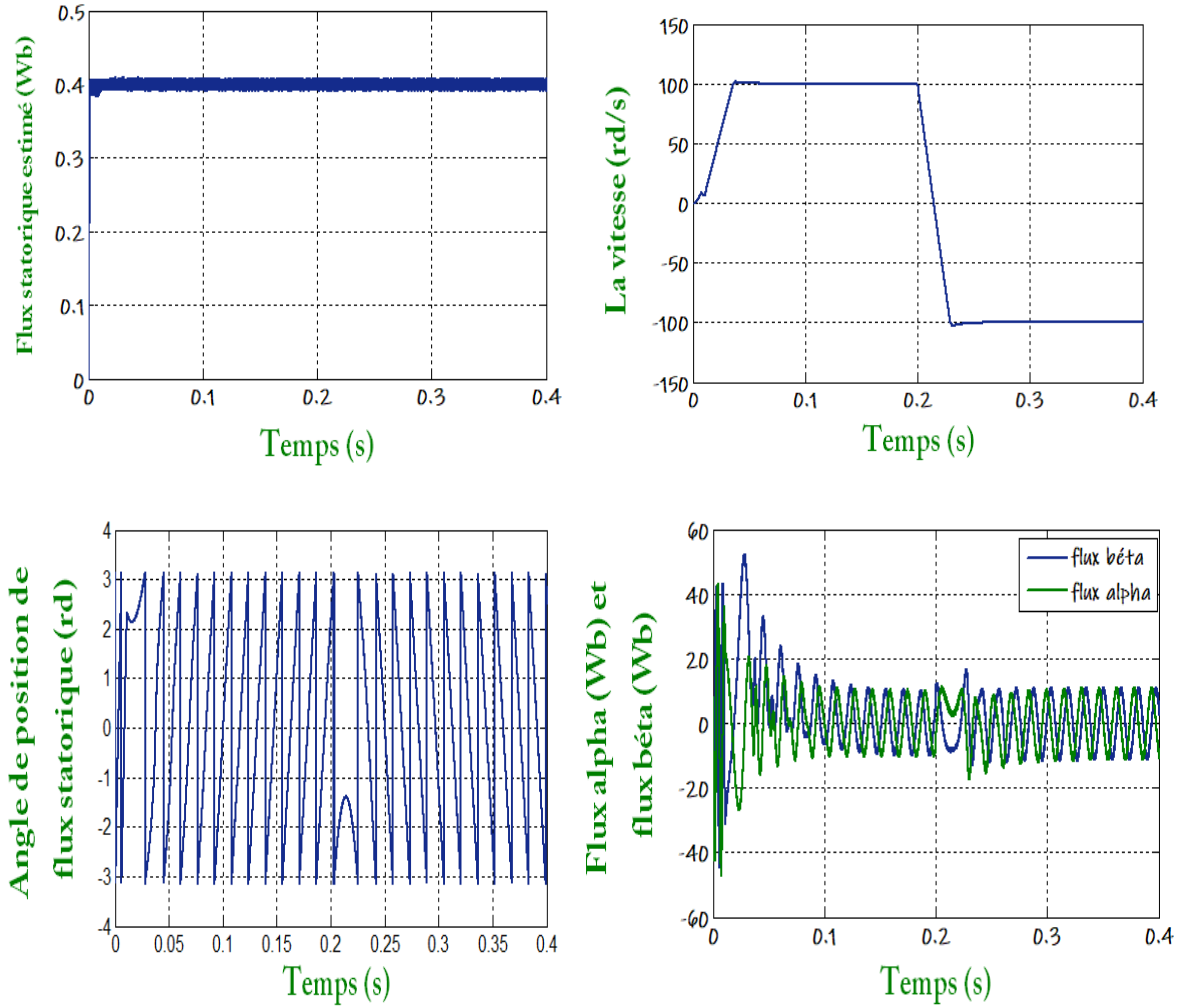 Flux statorique estimé (Wb)
0.5
0.4
0.3
0.2
0.1
0
0 0.1 0.2 0.3 0.4
Temps (s)
La vitesse (rd/s)
150
100
50
0
-50
-100
-150
0 0.1 0.2 0.3 0.4
Temps (s)
Angle de position de
flux statorique (rd)
4
3
2
1
0
-1
-2
-3
-4
0 0.05 0.1 0.15 0.2 0.25 0.3 0.35 0.4
Temps (s)
Flux alpha (Wb) et
flux béta (Wb)
60
40
20
0
-20
-40
-60
flux béta
flux alpha
0 0.1 0.2 0.3 0.4
Temps (s)